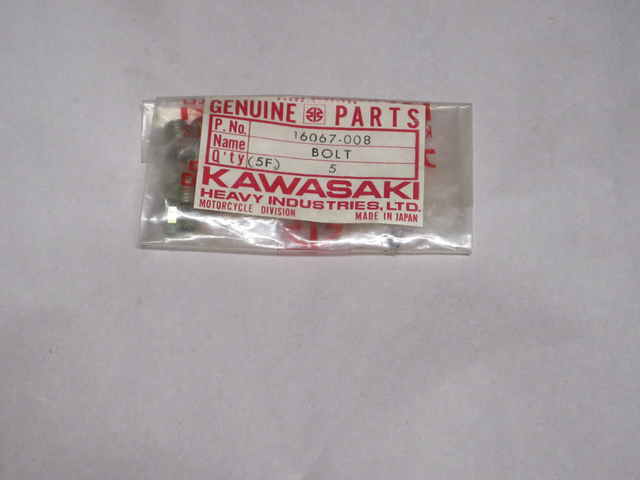 GENUINE PARTS
P. No. 16067-008
Name BOLT
Q'ty (5F) 5
KAWASAKI
HEAVY INDUSTRIES, LTD.
MOTORCYCLE DIVISION MADE IN JAPAN